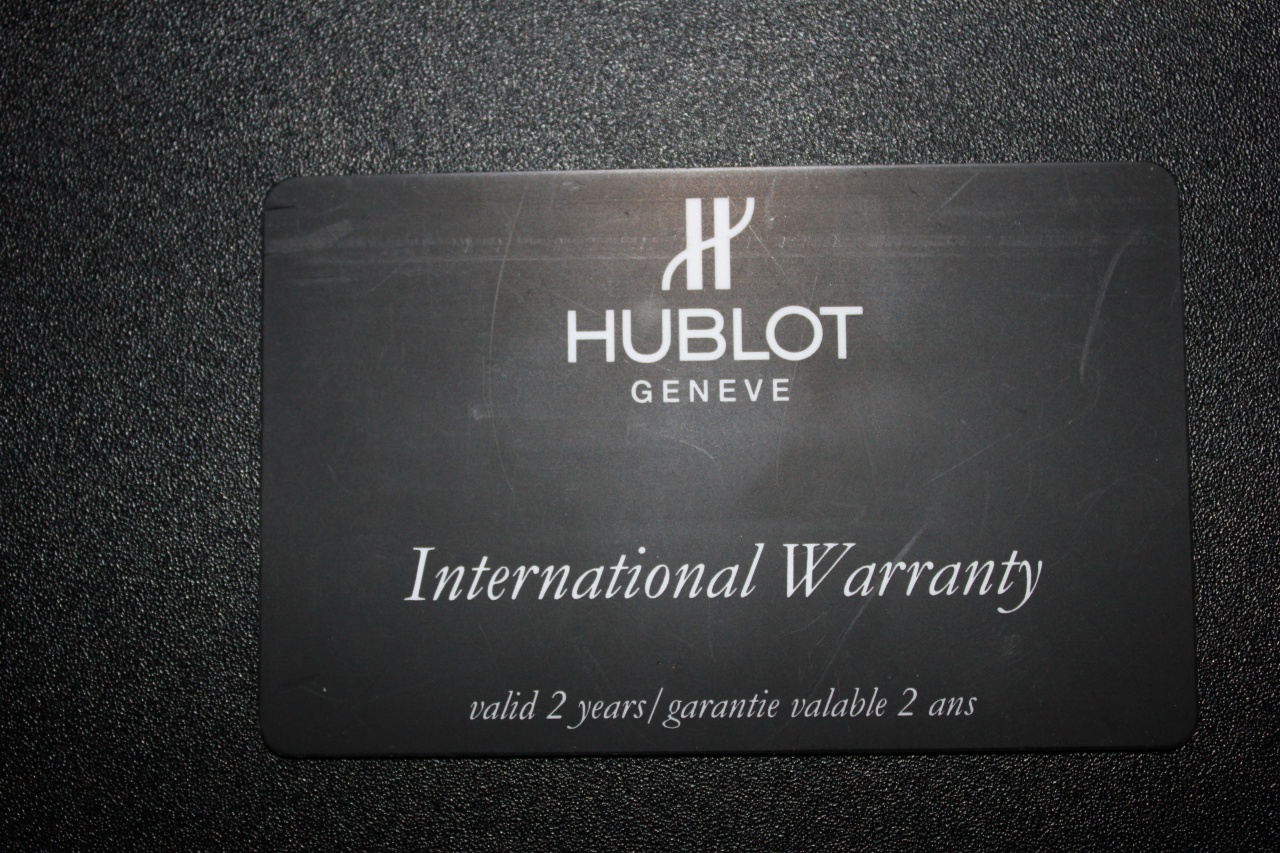 HUBLOT
GENEVE
International Warranty
valid 2 years/garantie valable 2 ans